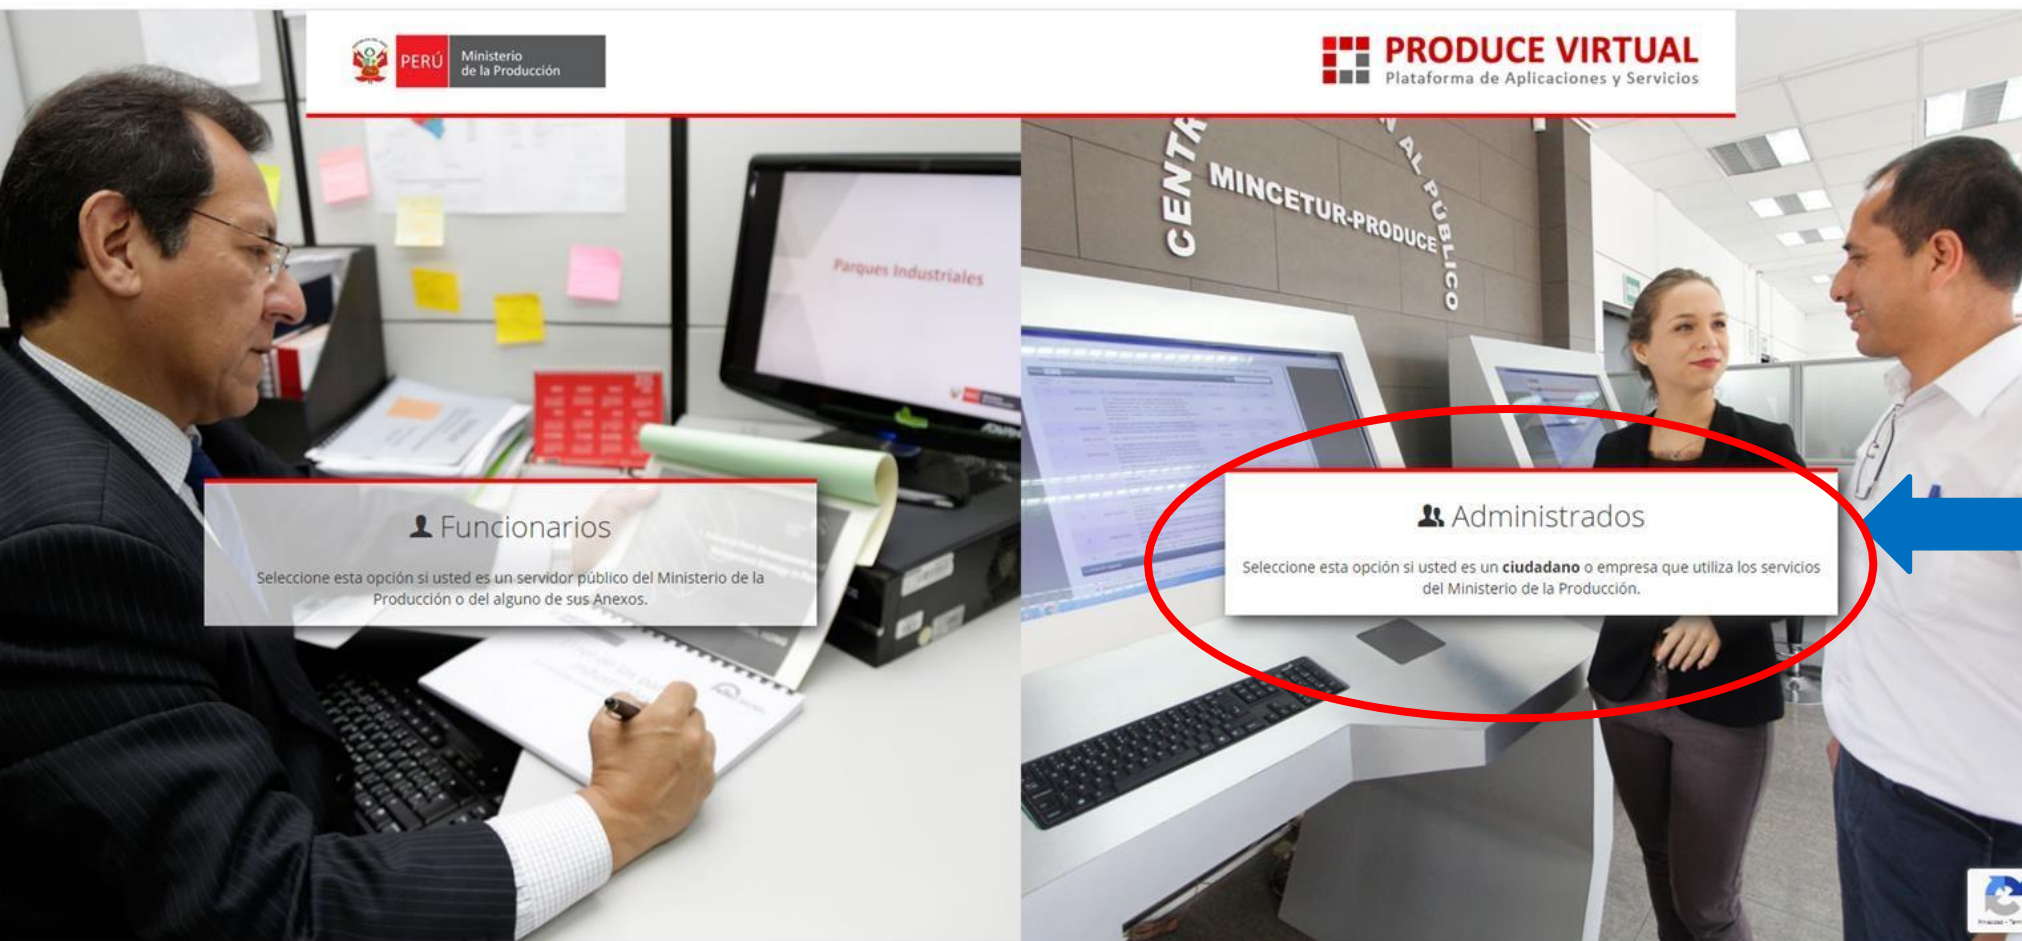 PERÚ
Ministerio
de la Producción
PRODUCE VIRTUAL
Plataforma de Aplicaciones y Servicios
Parques Industriales
CENTR
N AL PÚBLICO
MINCETUR-PRODUCE
Funcionarios
Seleccione esta opción si usted es un servidor público del Ministerio de la
Producción o del alguno de sus Anexos.
Administrados
Seleccione esta opción si usted es un ciudadano o empresa que utiliza los servicios
del Ministerio de la Producción.